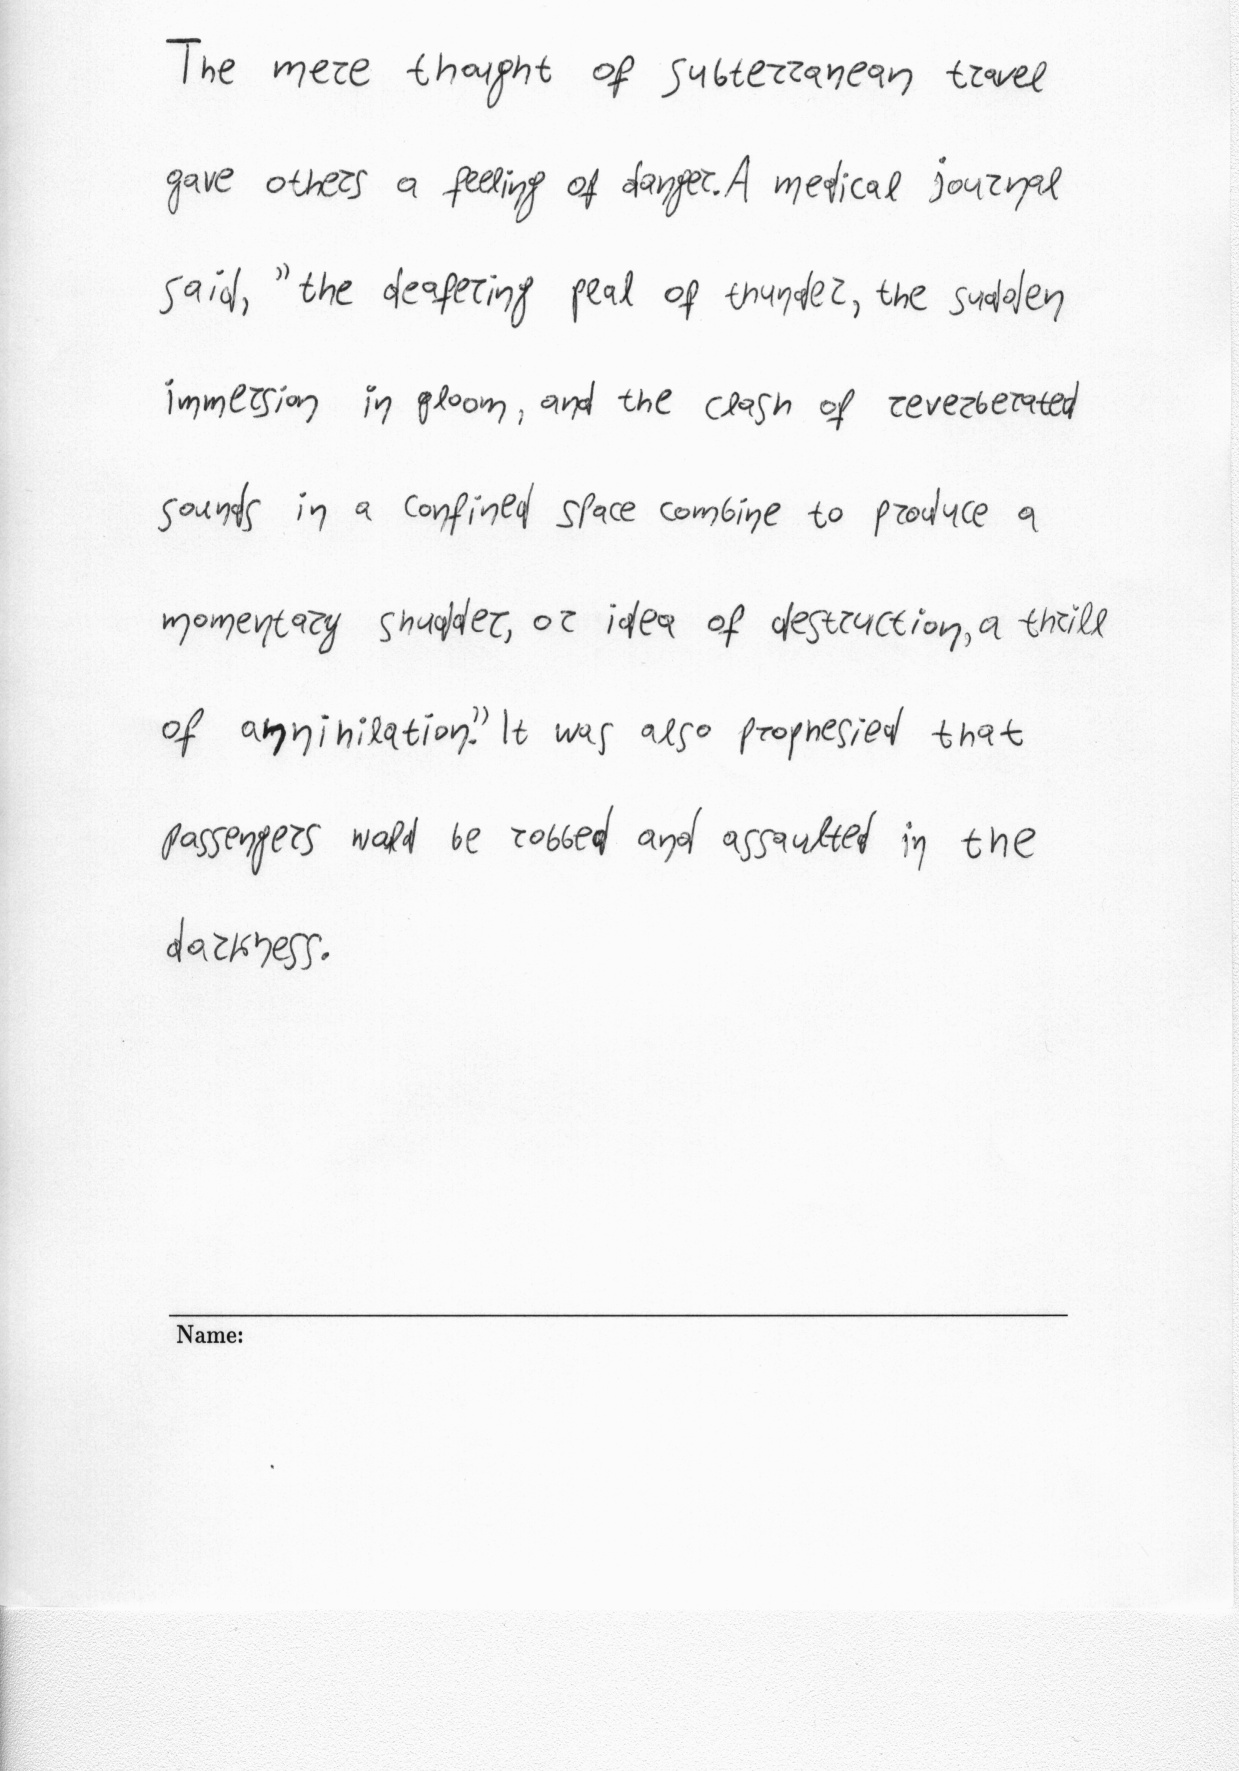 The mere thought of subterranean travel
gave others a feeling of danger. A medical journal
said, "the deafering peal of thunder, the sudden
immersion in gloom, and the clash of reverberated
sounds in a confined space combine to produce a
momentary shudder, or idea of destruction, a thrill
of annihilation." It was also prophesied that
passengers would be robbed and assaulted in the
darkness.
Name: